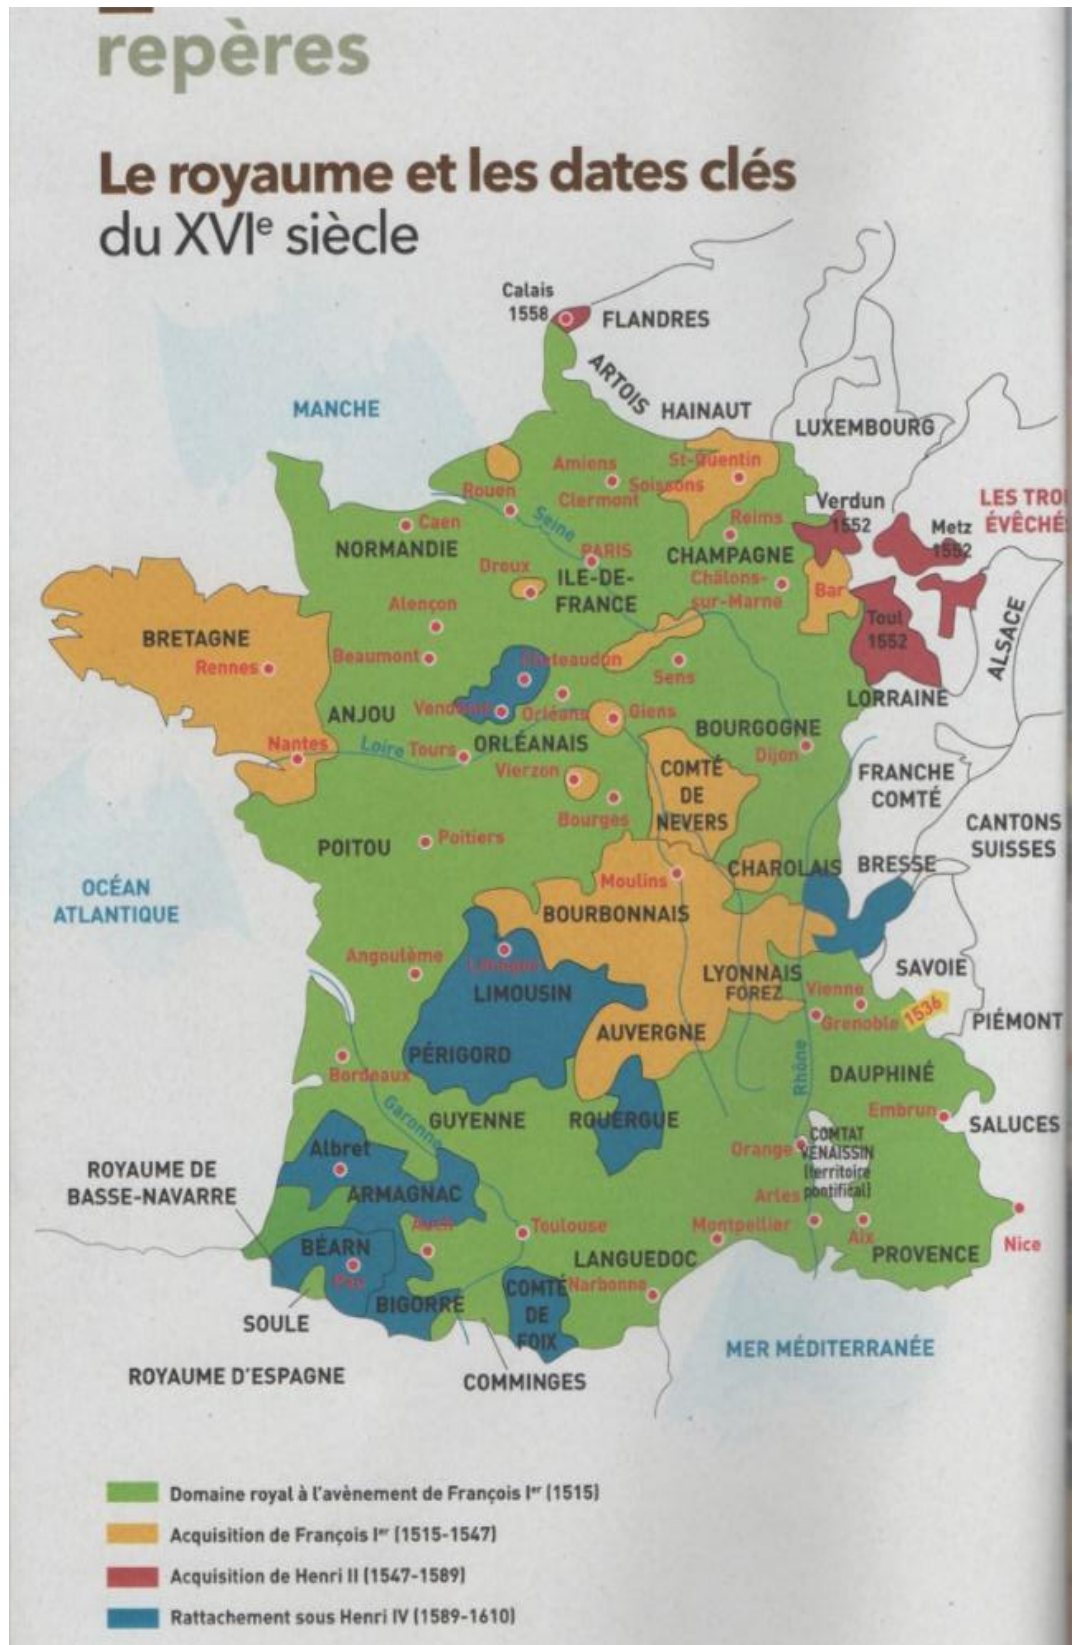 repères
Le royaume et les dates clés
du XVIe siècle
Calais
1558
FLANDRES
ARTOIS
HAINAUT
MANCHE
LUXEMBOURG
Amiens
St-Quentin
Soissons
Clermont
Rouen
Seine
Caen
NORMANDIE
Reims
Verdun
1552
Metz
1552
LES TROI
ÉVÊCHÉ
PARIS
CHAMPAGNE
Droux
ILE-DE-
FRANCE
Châlons-
sur-Marne
Bar
Alençon
Toul
1552
ALSACE
BRETAGNE
Rennes
Beaumont
Chateaudun
Sens
LORRAINE
ANJOU
Vendôme
Orléans
Giens
BOURGOGNE
Dijon
Nantes
Loire
Tours
ORLÉANAIS
Vierzon
COMTÉ
DE
NEVERS
FRANCHE
COMTÉ
Bourges
CANTONS
SUISSES
POITOU
Poitiers
CHAROLAIS
BRESSE
Moulins
OCÉAN
ATLANTIQUE
BOURBONNAIS
Angoulême
Limoges
LIMOUSIN
LYONNAIS
FOREZ
SAVOIE
Vienne
Grenoble
1536
PIÉMONT
AUVERGNE
PÉRIGORD
Bordeaux
Rhône
DAUPHINÉ
Garonne
GUYENNE
ROUERGUE
Embrun
SALUCES
Albret
Orange
COMTAT
VENAISSIN
(territoire
pontifical)
ROYAUME DE
BASSE-NAVARRE
ARMAGNAC
Arles
Auch
Toulouse
Montpellier
Aix
BÉARN
Pau
LANGUEDOC
PROVENCE
Nice
BIGORRE
COMTÉ
DE
FOIX
Narbonne
SOULE
MER MÉDITERRANÉE
ROYAUME D'ESPAGNE
COMMINGES
Domaine royal à l'avènement de François Ier (1515)
Acquisition de François Ier (1515-1547)
Acquisition de Henri II (1547-1589)
Rattachement sous Henri IV (1589-1610)